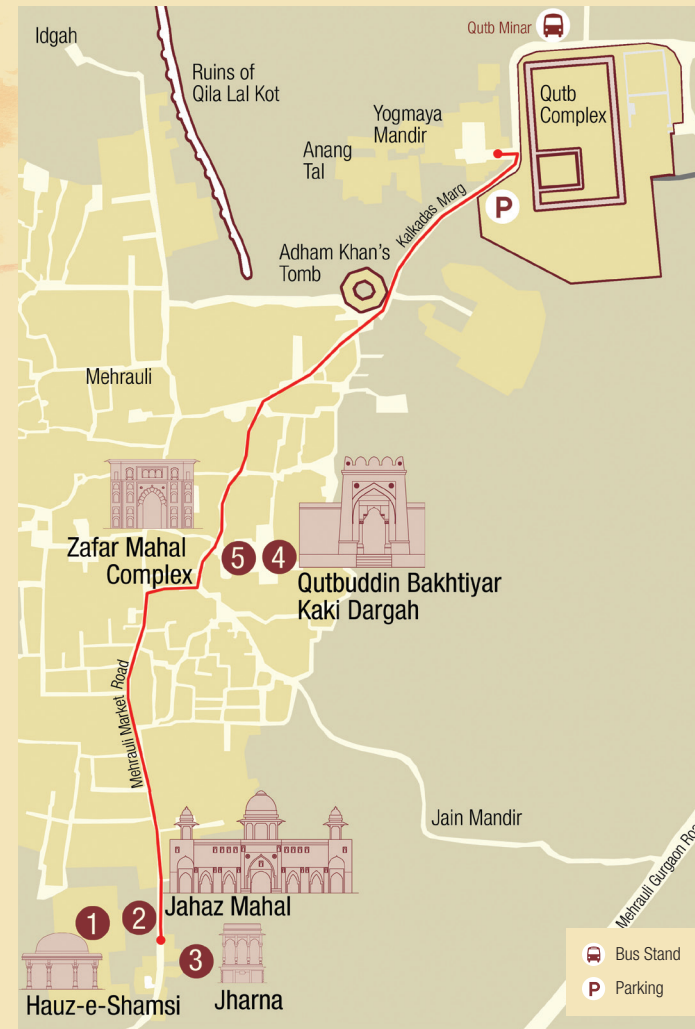 Idgah
Qutb Minar
Ruins of
Qila Lal Kot
Qutb
Complex
Yogmaya
Mandir
Anang
Tal
P
Kalkadas Marg
Adham Khan's
Tomb
Mehrauli
Zafar Mahal
Complex
5
4
Qutbuddin Bakhtiyar
Kaki Dargah
Mehrauli Market Road
Jain Mandir
Mehrauli Gurgaon Roa
Jahaz Mahal
1
2
3
Hauz-e-Shamsi
Jharna
Bus Stand
P Parking